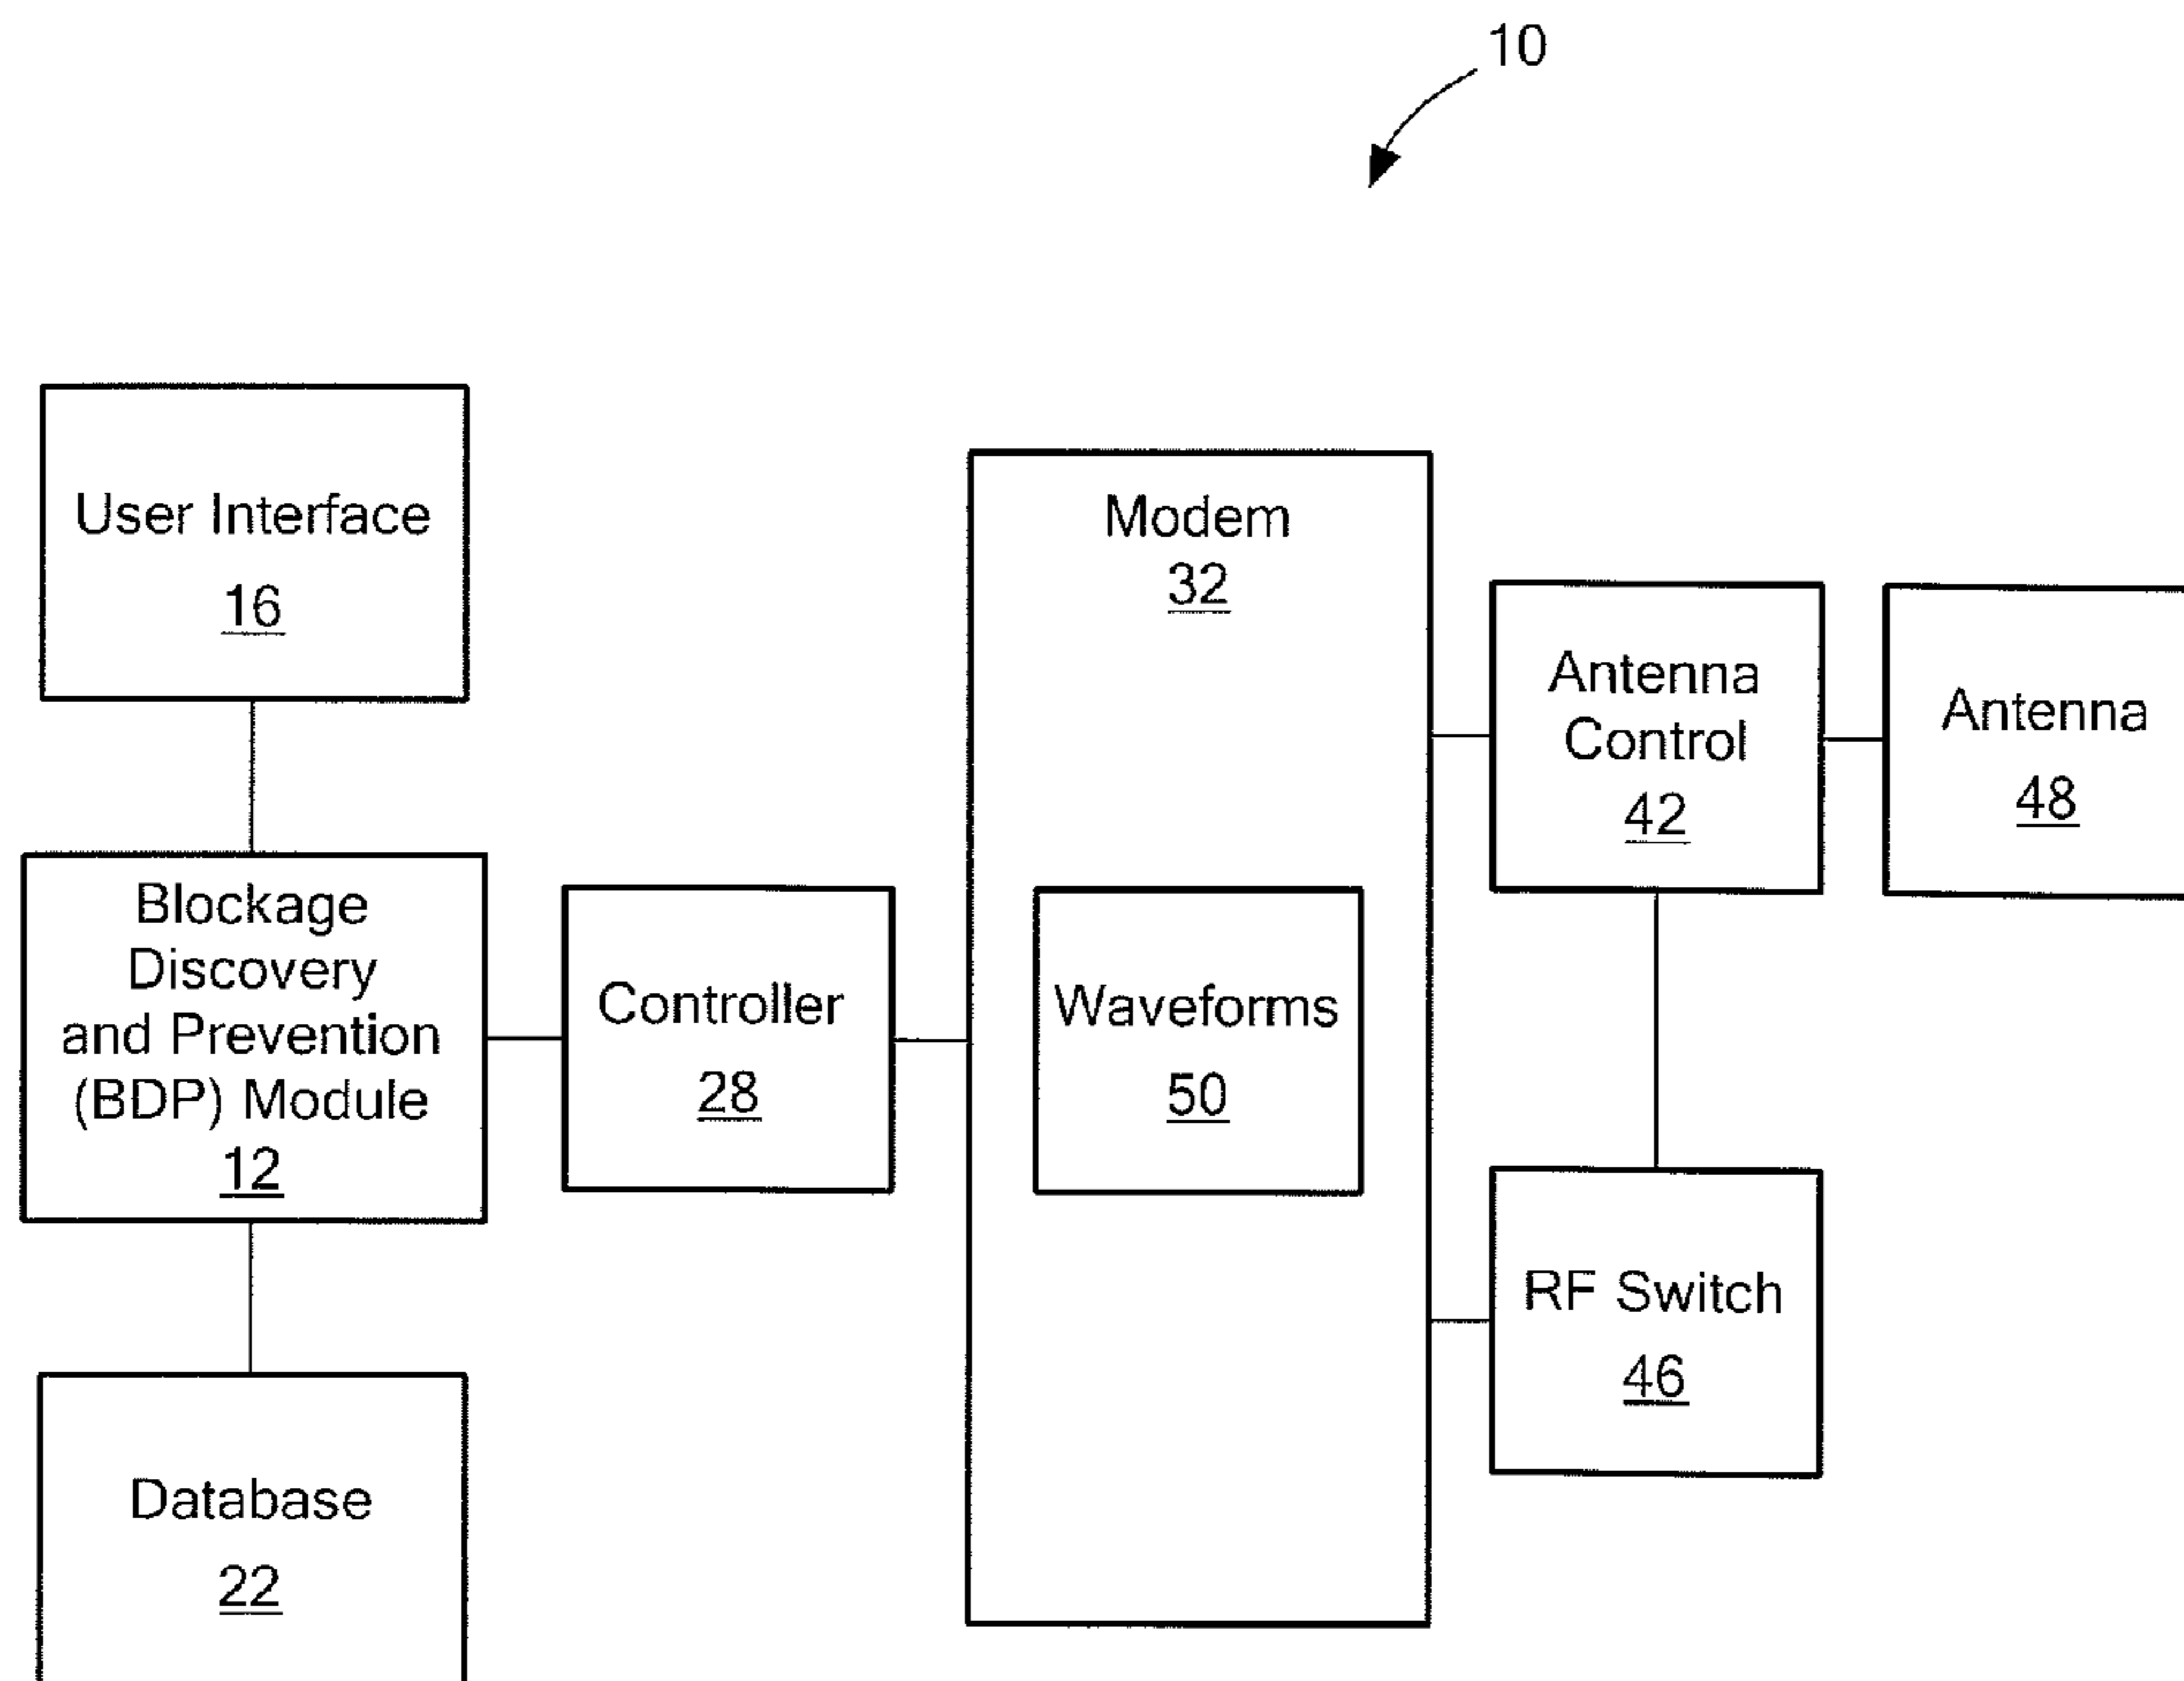 10
User Interface
16
Blockage
Discovery
and Prevention
(BDP) Module
12
Database
22
Controller
28
Modem
32
Waveforms
50
Antenna
Control
42
RF Switch
46
Antenna
48